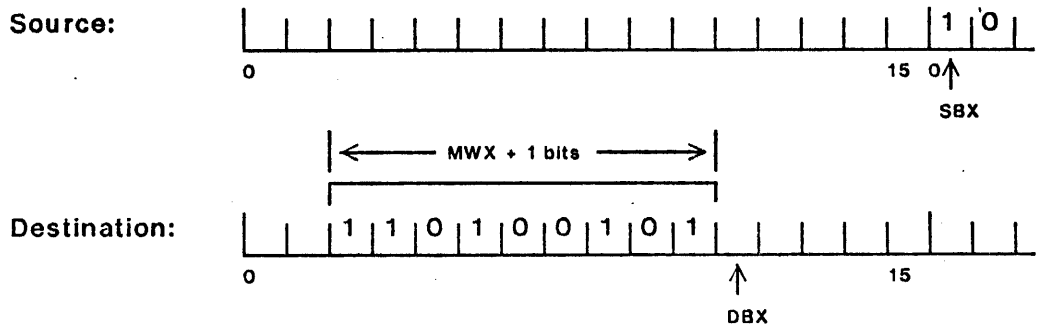 Source: 1 0
0 15 0
SBX
MWX + 1 bits
Destination: 1 1 0 1 0 0 1 0 1
0 15
DBX